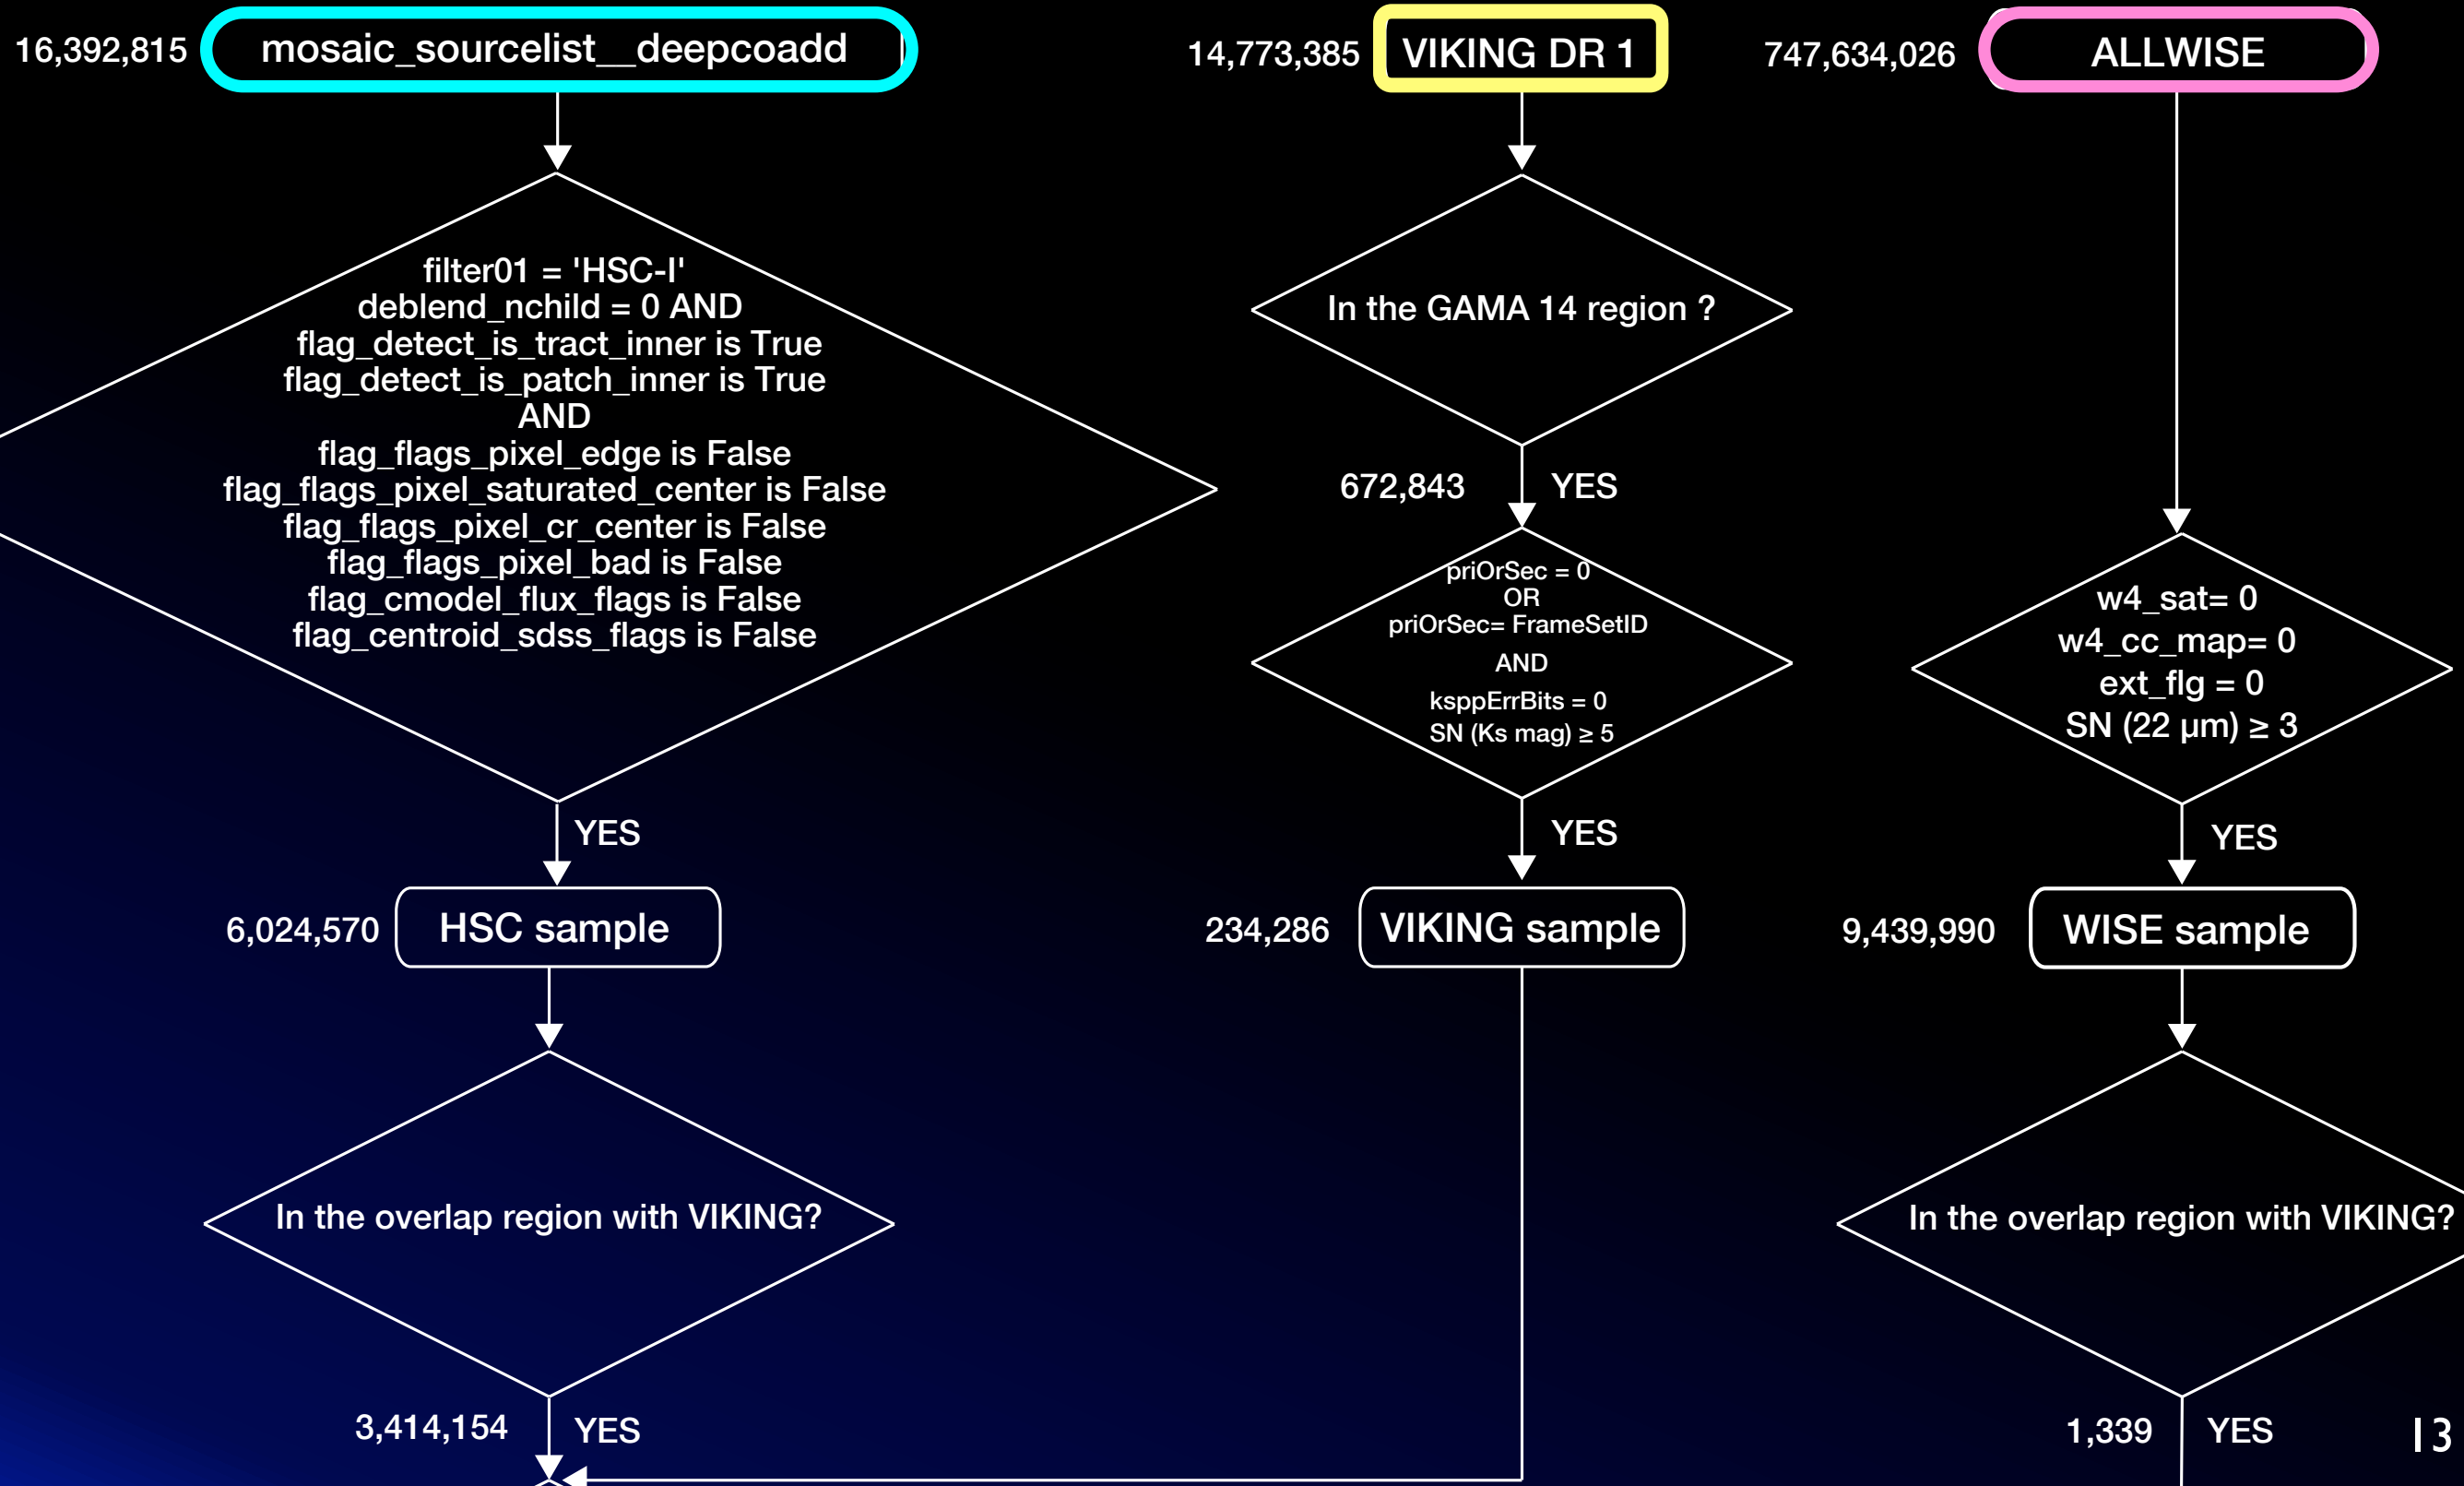 16,392,815 mosaic_sourcelist__deepcoadd
14,773,385 VIKING DR 1
747,634,026 ALLWISE
filter01 = 'HSC-I'
deblend_nchild = 0 AND
flag_detect_is_tract_inner is True
flag_detect_is_patch_inner is True
AND
flag_flags_pixel_edge is False
flag_flags_pixel_saturated_center is False
flag_flags_pixel_cr_center is False
flag_flags_pixel_bad is False
flag_cmodel_flux_flags is False
flag_centroid_sdss_flags is False
In the GAMA 14 region ?
672,843 YES
priOrSec = 0
OR
priOrSec= FrameSetID
AND
ksppErrBits = 0
SN (Ks mag) ≥ 5
w4_sat= 0
w4_cc_map= 0
ext_flg = 0
SN (22 μm) ≥ 3
YES
YES
YES
6,024,570 HSC sample
234,286 VIKING sample
9,439,990 WISE sample
In the overlap region with VIKING?
In the overlap region with VIKING?
3,414,154 YES
1,339 YES
13